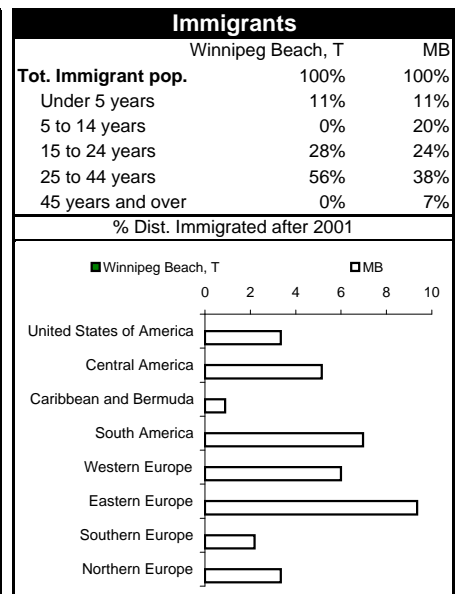 Immigrants
Winnipeg Beach, T MB
Tot. Immigrant pop. 100% 100%
Under 5 years 11% 11%
5 to 14 years 0% 20%
15 to 24 years 28% 24%
25 to 44 years 56% 38%
45 years and over 0% 7%
% Dist. Immigrated after 2001
Winnipeg Beach, T MB
0 2 4 6 8 10
United States of America
Central America
Caribbean and Bermuda
South America
Western Europe
Eastern Europe
Southern Europe
Northern Europe